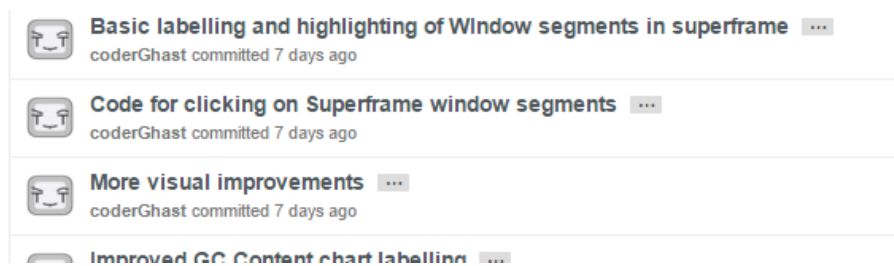 Basic labelling and highlighting of WIndow segments in superframe ...
coderGhast committed 7 days ago
Code for clicking on Superframe window segments ...
coderGhast committed 7 days ago
More visual improvements ...
coderGhast committed 7 days ago
Improved GC Content chart labelling ...